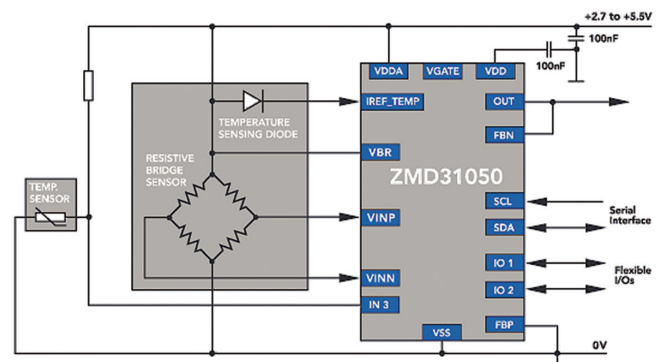 +2.7 to +5.5V
100nF
100nF
VDDA
VGATE
VDD
IREF_TEMP
OUT
TEMPERATURE
SENSING DIODE
FBN
RESISTIVE
BRIDGE
SENSOR
VBR
ZMD31050
TEMP.
SENSOR
SCL
Serial
Interface
VINP
SDA
IO 1
Flexible
I/Os
VINN
IO 2
IN 3
FBP
VSS
0V